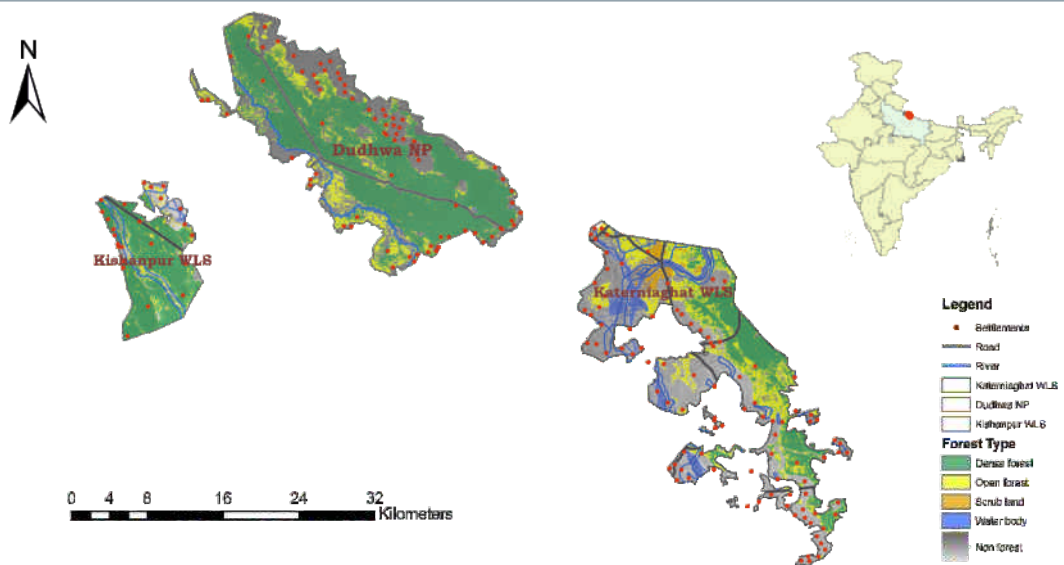 N
Dudhwa NP
Kishanpur WLS
Katerniaghat WLS
Legend
Settlements
Road
River
Katerniaghat WLS
Dudhwa NP
Kishanpur WLS
Forest Type
Dense forest
Open forest
Scrub land
Water body
Non forest
0 4 8 16 24 32
Kilometers